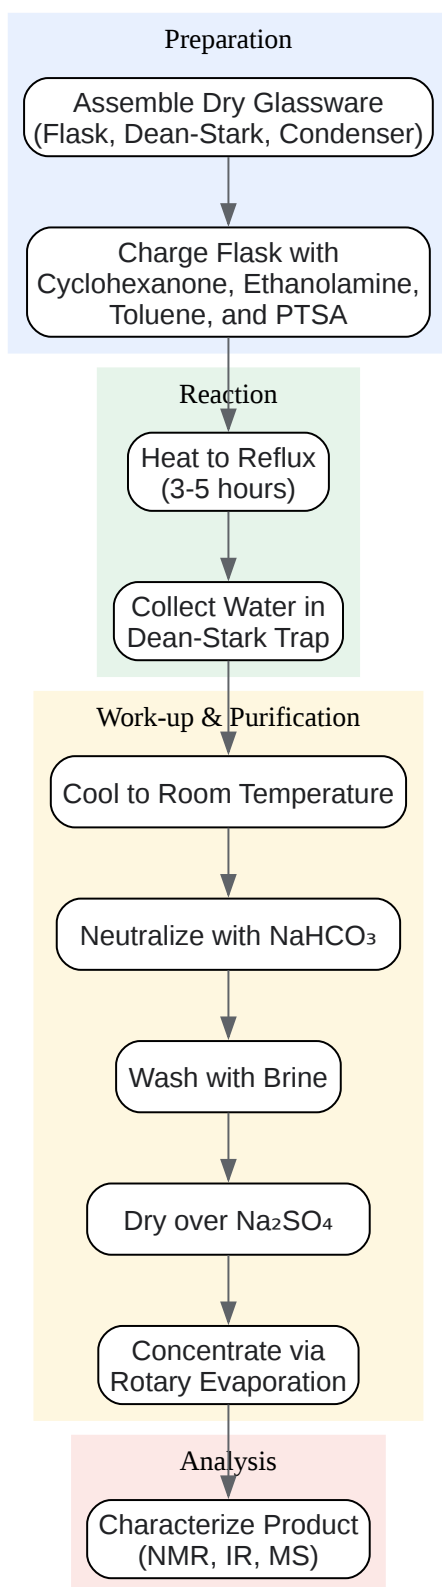 Preparation
Assemble Dry Glassware
(Flask, Dean-Stark, Condenser)
Charge Flask with
Cyclohexanone, Ethanolamine,
Toluene, and PTSA
Reaction
Heat to Reflux
(3-5 hours)
Collect Water in
Dean-Stark Trap
Work-up & Purification
Cool to Room Temperature
Neutralize with NaHCO₃
Wash with Brine
Dry over Na₂SO₄
Concentrate via
Rotary Evaporation
Analysis
Characterize Product
(NMR, IR, MS)